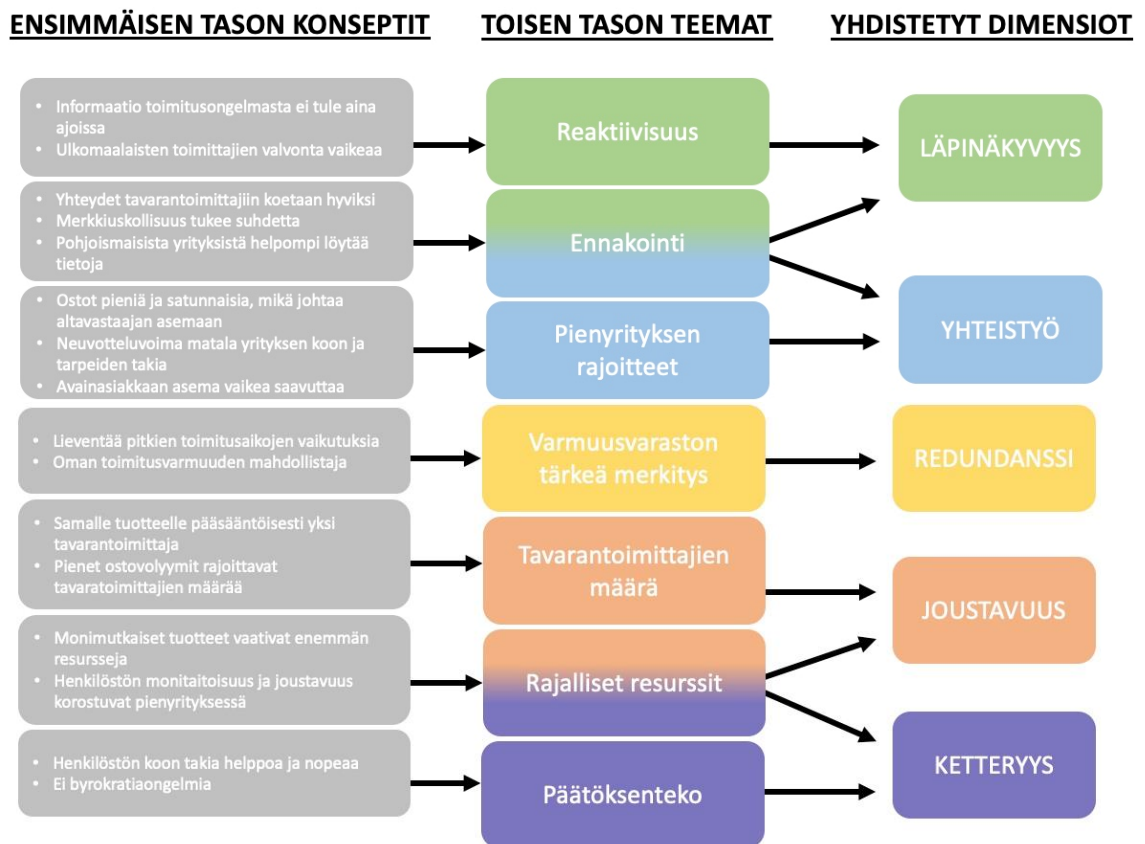 ENSIMMÄISEN TASON KONSEPTIT
TOISEN TASON TEEMAT
YHDISTETYT DIMENSIOT
• Informaatio toimitusongelmasta ei tule aina
ajoissa
• Ulkomaalaisten toimittajien valvonta vaikeaa
Reaktiivisuus
LÄPINÄKYVYYS
• Yhteydet tavarantoimittajiin koetaan hyviksi
• Merkkiuskollisuus tukee suhdetta
• Pohjoismaisista yrityksistä helpompi löytää
tietoja
Ennakointi
• Ostot pieniä ja satunnaisia, mikä johtaa
altavastaajan asemaan
• Neuvotteluvoima matala yrityksen koon ja
tarpeiden takia
• Avainasiakkaan asema vaikea saavuttaa
Pienyrityksen
rajoitteet
YHTEISTYÖ
• Lieventää pitkien toimitusaikojen vaikutuksia
• Oman toimitusvarmuuden mahdollistaja
Varmuusvaraston
tärkeä merkitys
REDUNDANSSI
• Samalle tuotteelle pääsääntöisesti yksi
tavarantoimittaja
• Pienet ostovolyymit rajoittavat
tavaratoimittajien määrää
Tavarantoimittajien
määrä
JOUSTAVUUS
• Monimutkaiset tuotteet vaativat enemmän
resursseja
• Henkilöstön monitaitoisuus ja joustavuus
korostuvat pienyrityksessä
Rajalliset resurssit
• Henkilöstön koon takia helppoa ja nopeaa
• Ei byrokratiaongelmia
Päätöksenteko
KETTERYYS